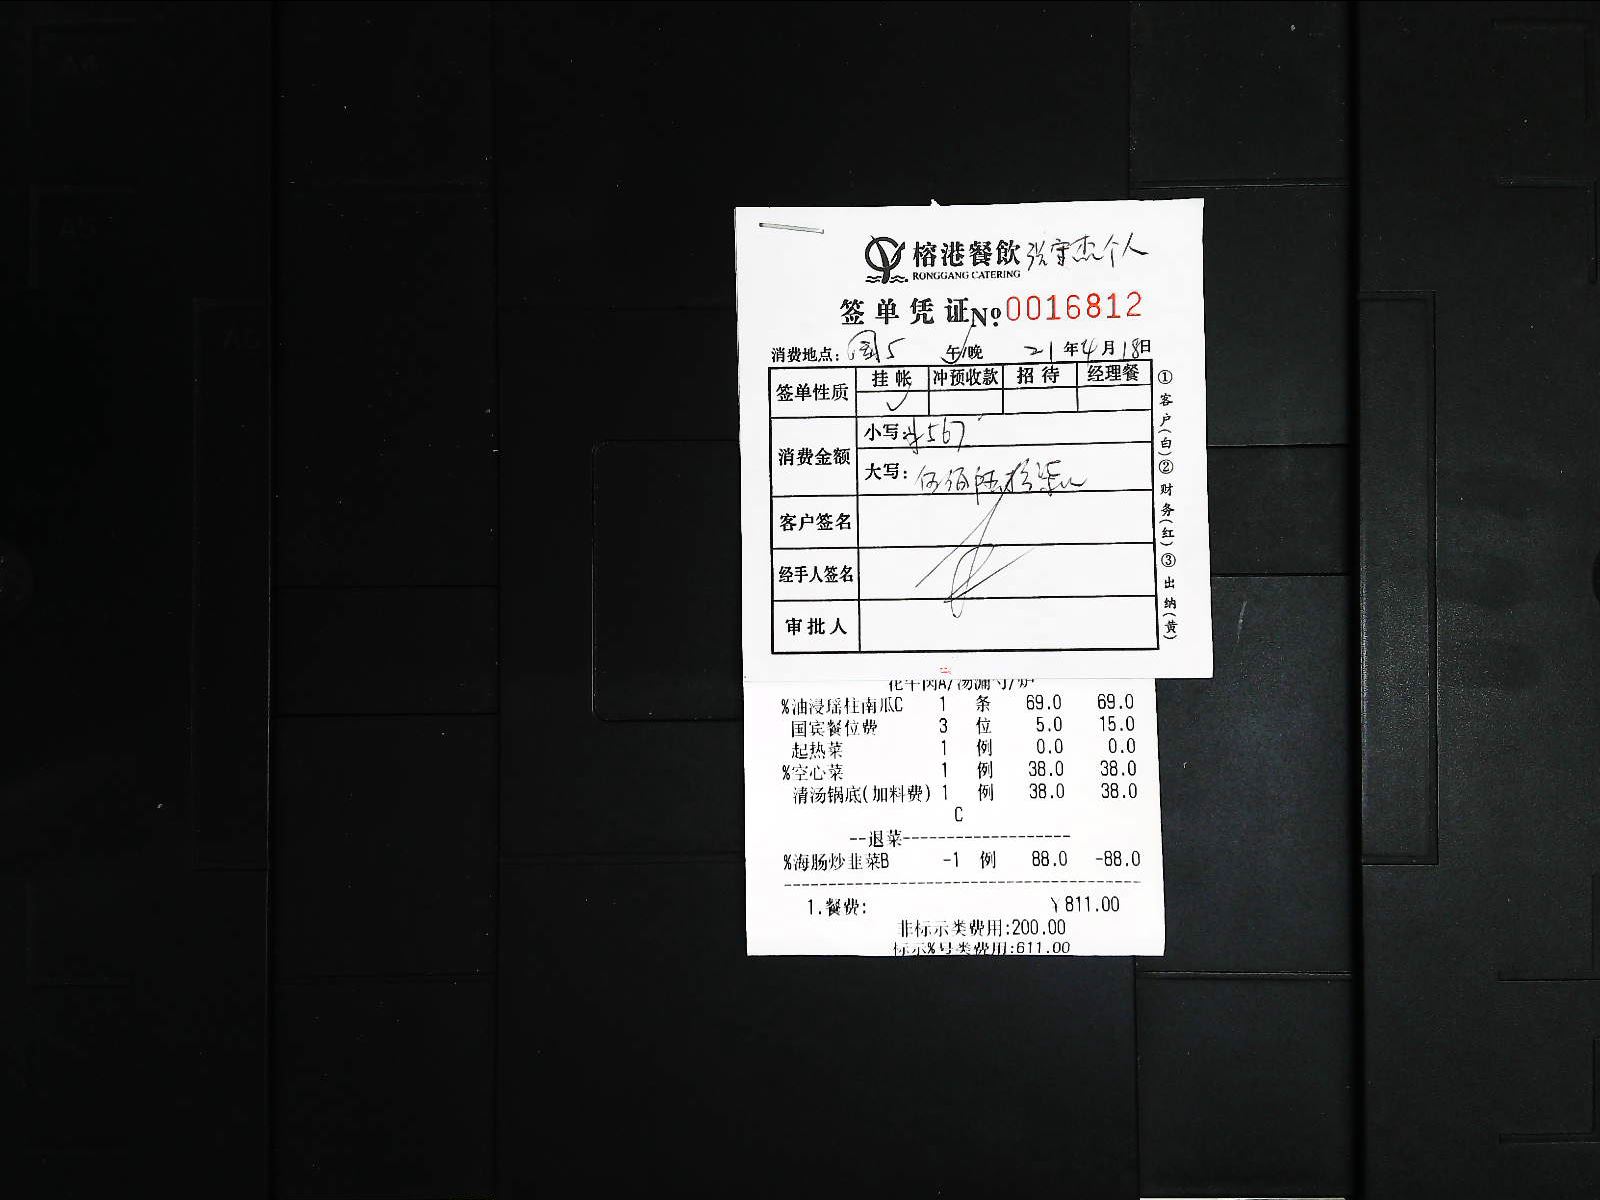 榕港餐飲 张守杰个人
RONGGANG CATERING
签单凭证 No. 0016812
消费地点: 国5 午/晚 21年4月18日
签单性质 挂帐 冲预收款 招待 经理餐
✓
消费金额 小写: ¥567
大写: 伍佰陆拾柒元
客户签名
经手人签名
审批人
①客户(白)②财务(红)③出纳(黄)
%油浸瑶柱南瓜C 1 条 69.0 69.0
国宾餐位费 3 位 5.0 15.0
起热菜 1 例 0.0 0.0
%空心菜 1 例 38.0 38.0
清汤锅底(加料费) 1 例 38.0 38.0
C
--退菜-------------------
%海肠炒韭菜B -1 例 88.0 -88.0
1.餐费: ¥811.00
非标示类费用:200.00
标示%号类费用:611.00
A5